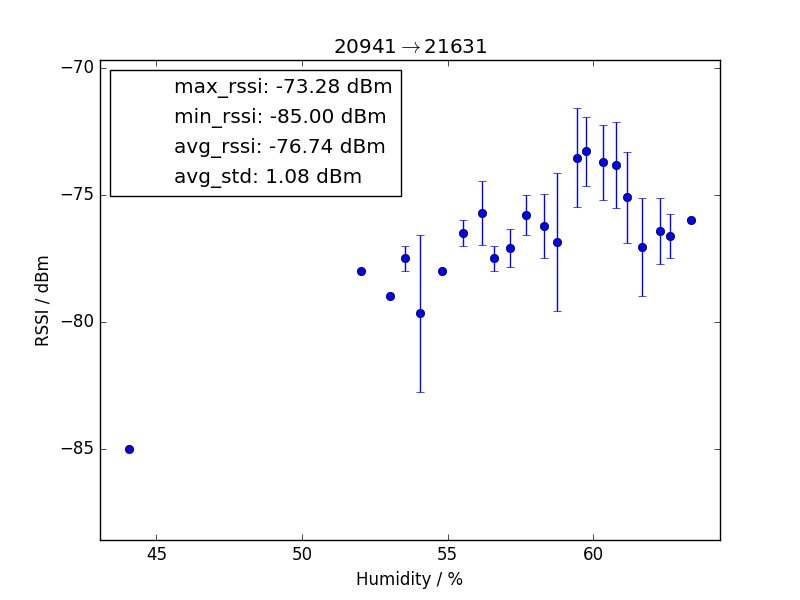 20941→21631
max_rssi: -73.28 dBm
min_rssi: -85.00 dBm
avg_rssi: -76.74 dBm
avg_std: 1.08 dBm
RSSI / dBm
−70
−75
−80
−85
45 50 55 60
Humidity / %